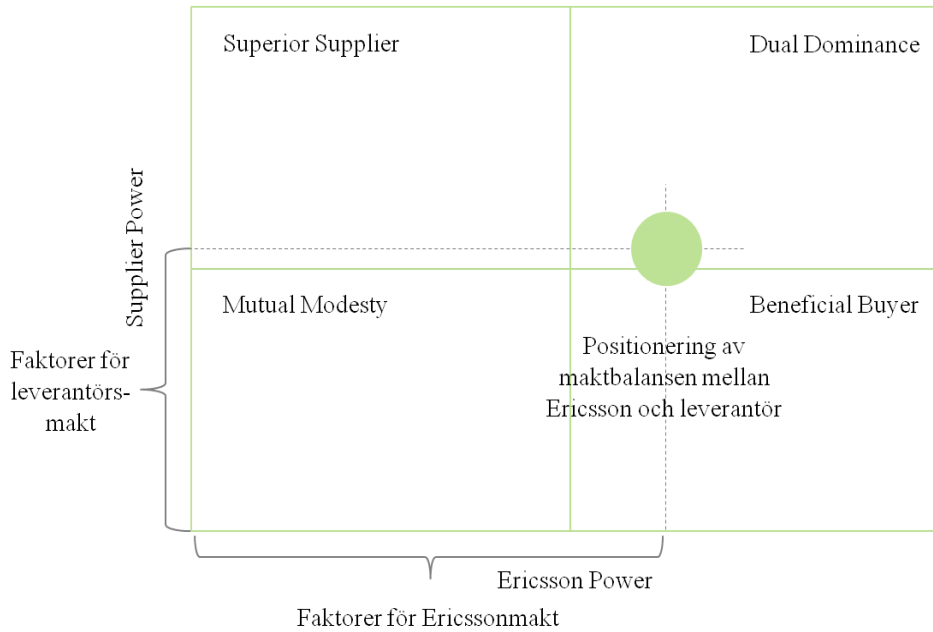 Superior Supplier
Dual Dominance
Supplier Power
Mutual Modesty
Beneficial Buyer
Faktorer för
leverantörs-
makt
Positionering av
maktbalansen mellan
Ericsson och leverantör
Ericsson Power
Faktorer för Ericssonmakt